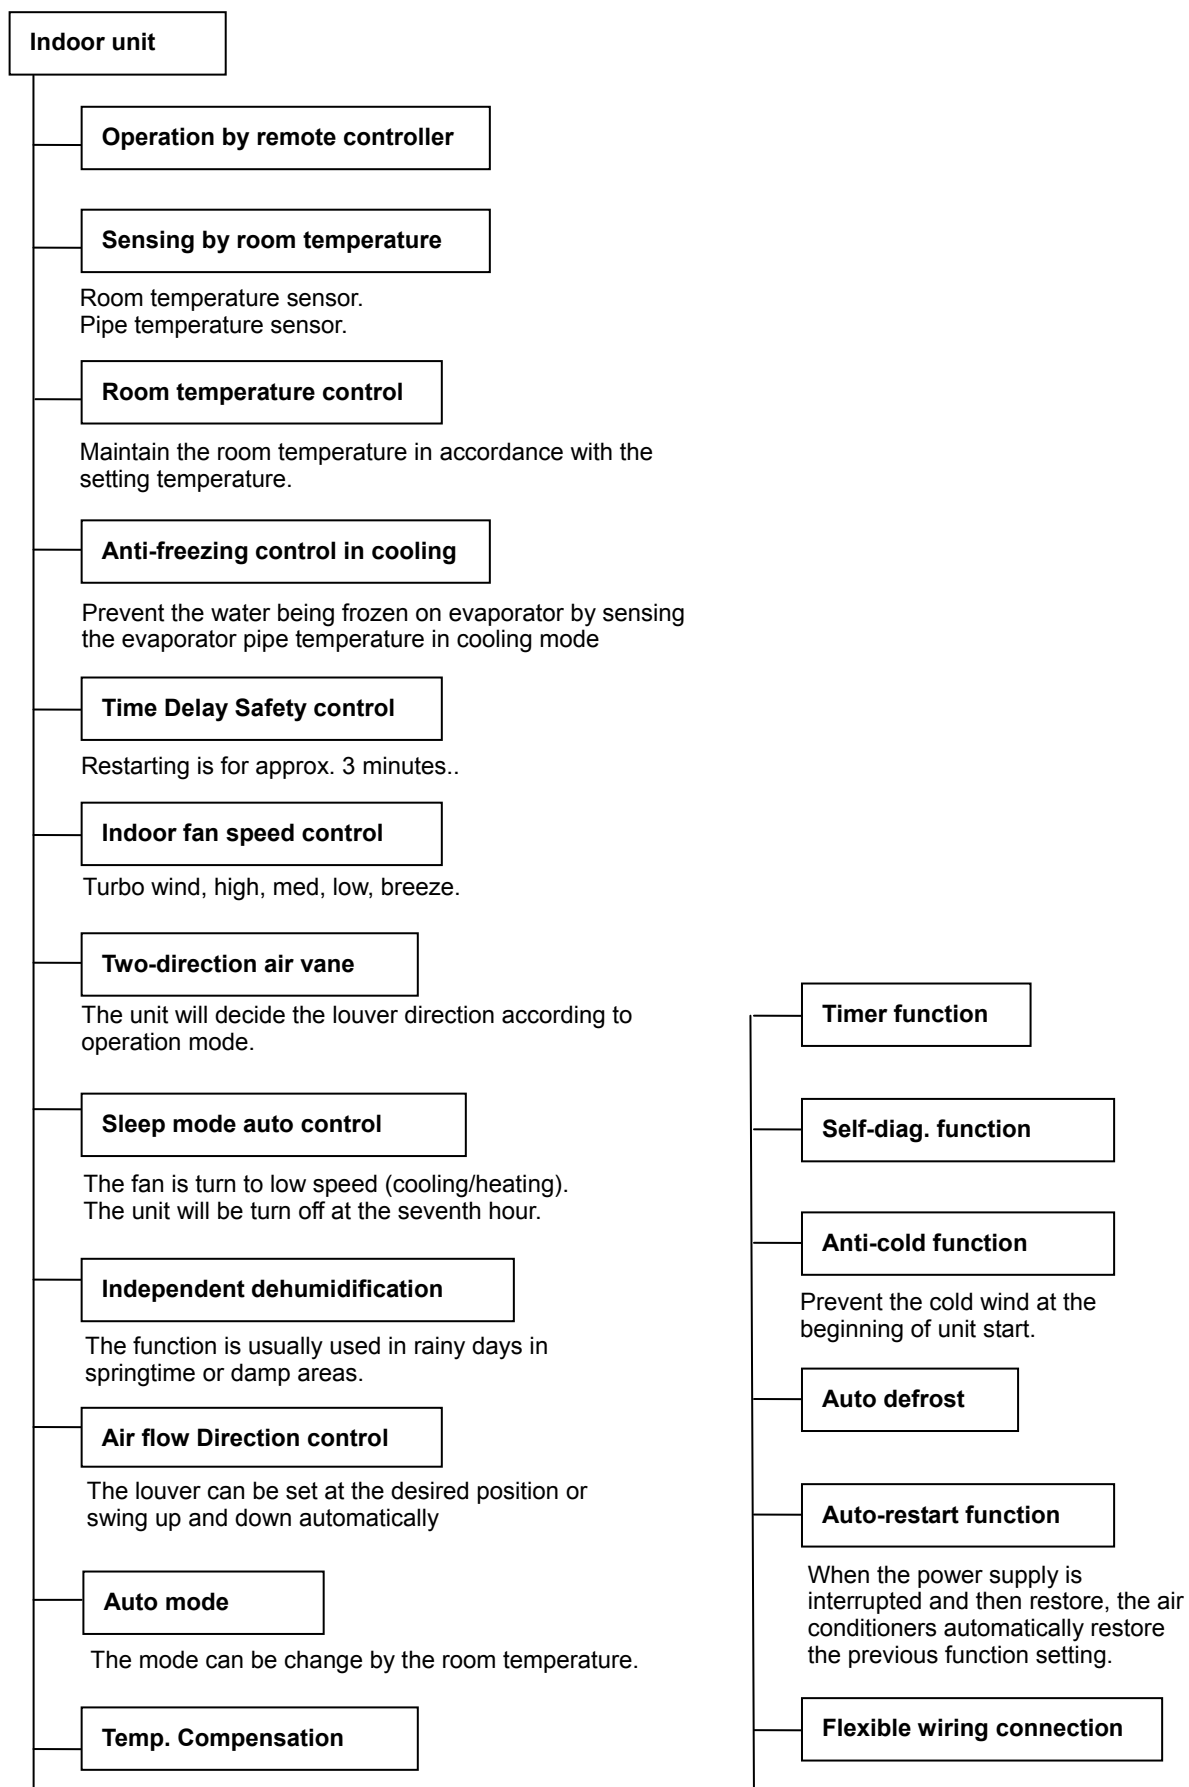 Indoor unit
Operation by remote controller
Sensing by room temperature
Room temperature sensor.
Pipe temperature sensor.
Room temperature control
Maintain the room temperature in accordance with the
setting temperature.
Anti-freezing control in cooling
Prevent the water being frozen on evaporator by sensing
the evaporator pipe temperature in cooling mode
Time Delay Safety control
Restarting is for approx. 3 minutes..
Indoor fan speed control
Turbo wind, high, med, low, breeze.
Two-direction air vane
The unit will decide the louver direction according to
operation mode.
Sleep mode auto control
The fan is turn to low speed (cooling/heating).
The unit will be turn off at the seventh hour.
Independent dehumidification
The function is usually used in rainy days in
springtime or damp areas.
Air flow Direction control
The louver can be set at the desired position or
swing up and down automatically
Auto mode
The mode can be change by the room temperature.
Temp. Compensation
Timer function
Self-diag. function
Anti-cold function
Prevent the cold wind at the
beginning of unit start.
Auto defrost
Auto-restart function
When the power supply is
interrupted and then restore, the air
conditioners automatically restore
the previous function setting.
Flexible wiring connection